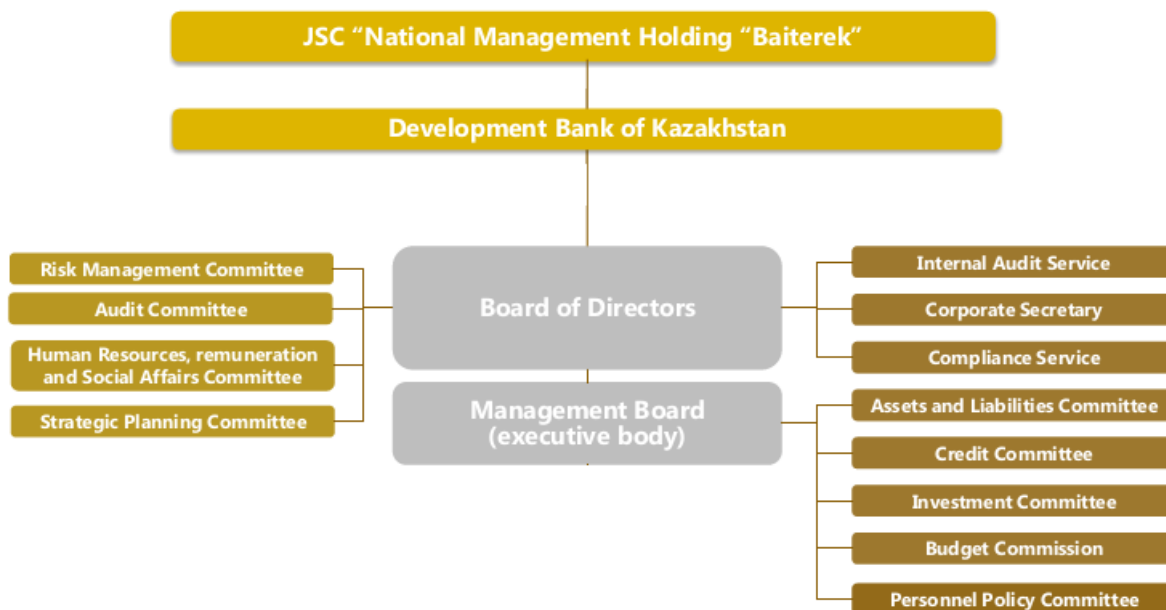 JSC “National Management Holding “Baiterek”
Development Bank of Kazakhstan
Risk Management Committee
Audit Committee
Human Resources, remuneration
and Social Affairs Committee
Strategic Planning Committee
Board of Directors
Management Board
(executive body)
Internal Audit Service
Corporate Secretary
Compliance Service
Assets and Liabilities Committee
Credit Committee
Investment Committee
Budget Commission
Personnel Policy Committee